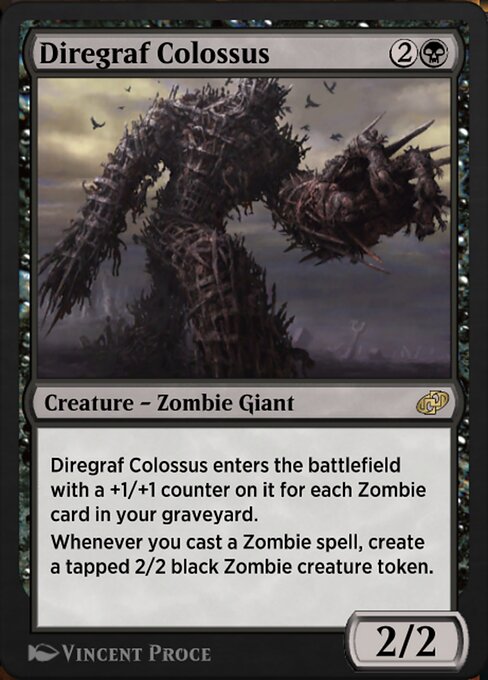 Diregraf Colossus 2
Creature – Zombie Giant
Diregraf Colossus enters the battlefield
with a +1/+1 counter on it for each Zombie
card in your graveyard.
Whenever you cast a Zombie spell, create
a tapped 2/2 black Zombie creature token.
2/2
VINCENT PROCE